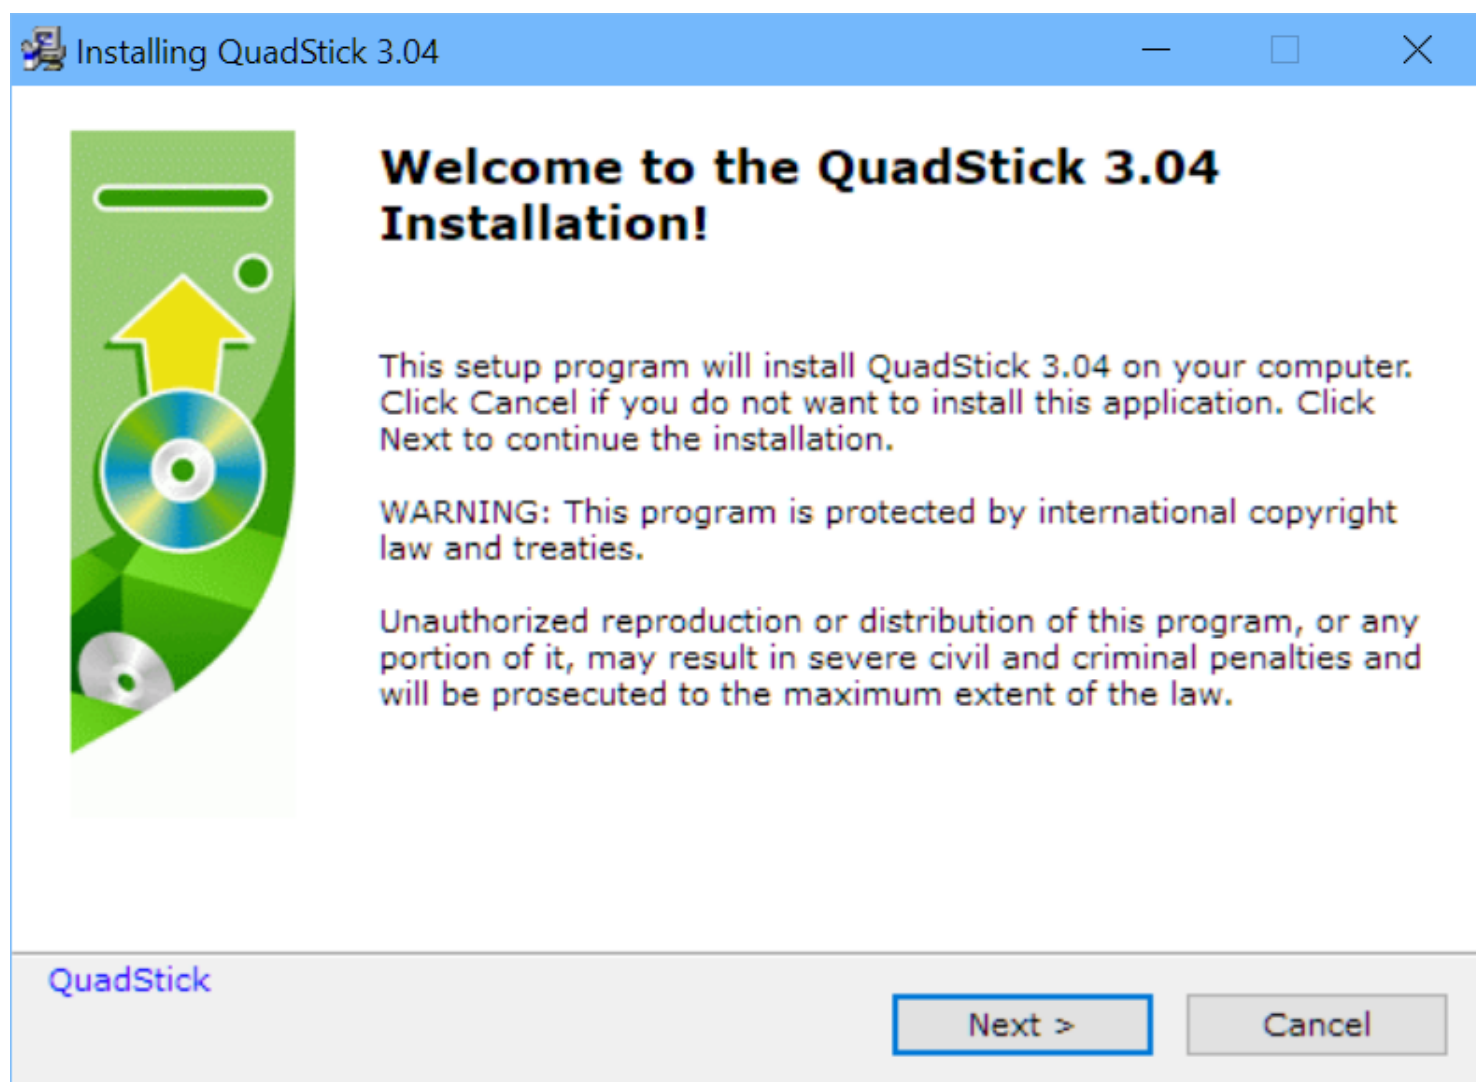 Installing QuadStick 3.04
Welcome to the QuadStick 3.04
Installation!
This setup program will install QuadStick 3.04 on your computer.
Click Cancel if you do not want to install this application. Click
Next to continue the installation.
WARNING: This program is protected by international copyright
law and treaties.
Unauthorized reproduction or distribution of this program, or any
portion of it, may result in severe civil and criminal penalties and
will be prosecuted to the maximum extent of the law.
QuadStick
Next >
Cancel